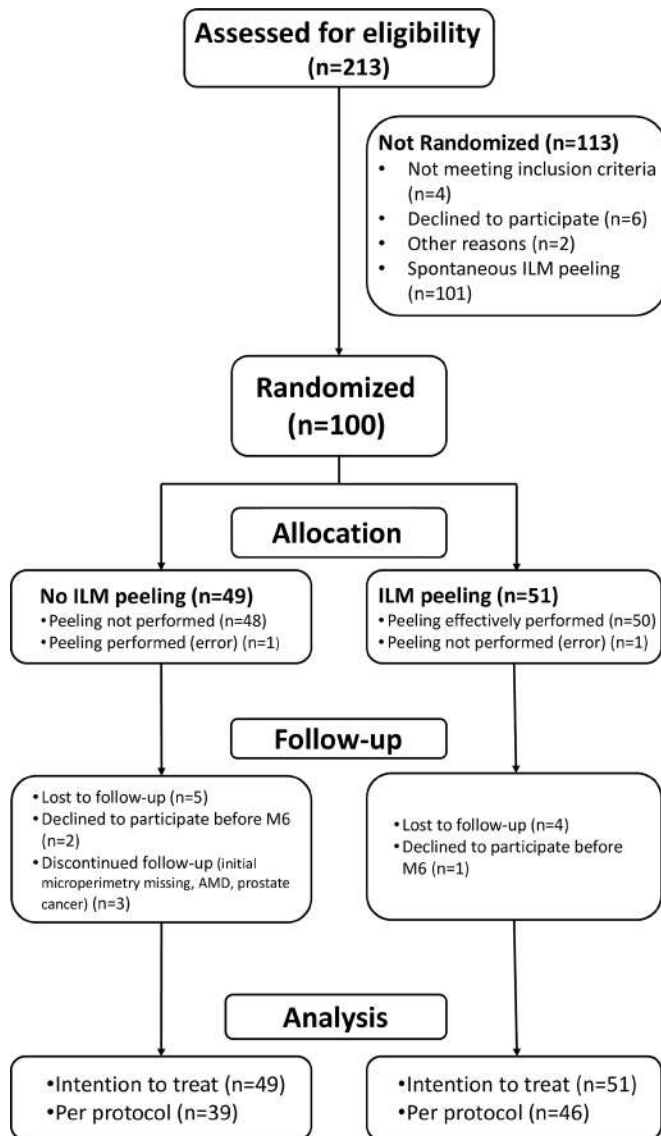 Assessed for eligibility
(n=213)
Not Randomized (n=113)
• Not meeting inclusion criteria
(n=4)
• Declined to participate (n=6)
• Other reasons (n=2)
• Spontaneous ILM peeling
(n=101)
Randomized
(n=100)
Allocation
No ILM peeling (n=49)
•Peeling not performed (n=48)
•Peeling performed (error) (n=1)
ILM peeling (n=51)
•Peeling effectively performed (n=50)
•Peeling not performed (error) (n=1)
Follow-up
•Lost to follow-up (n=5)
•Declined to participate before M6
(n=2)
•Discontinued follow-up (initial
microperimetry missing, AMD, prostate
cancer) (n=3)
•Lost to follow-up (n=4)
•Declined to participate before
M6 (n=1)
Analysis
•Intention to treat (n=49)
•Per protocol (n=39)
•Intention to treat (n=51)
•Per protocol (n=46)